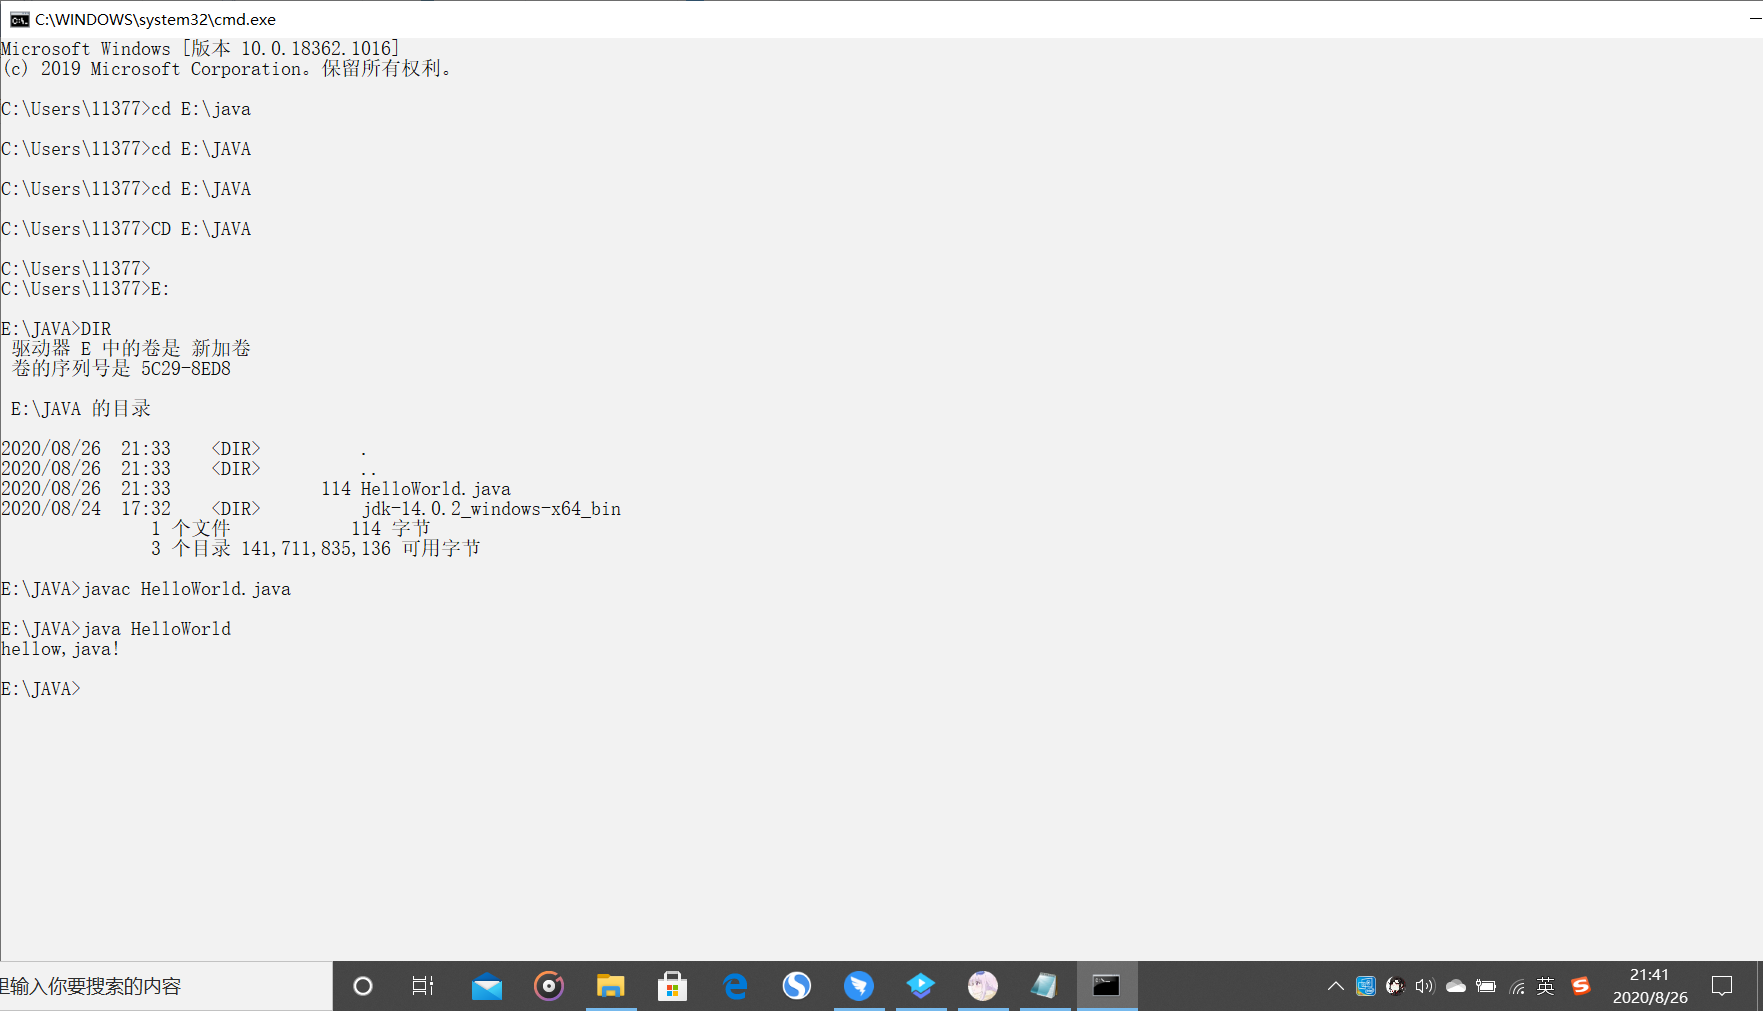 C:\WINDOWS\system32\cmd.exe
Microsoft Windows [版本 10.0.18362.1016]
(c) 2019 Microsoft Corporation。保留所有权利。
C:\Users\11377>cd E:\java
C:\Users\11377>cd E:\JAVA
C:\Users\11377>cd E:\JAVA
C:\Users\11377>CD E:\JAVA
C:\Users\11377>
C:\Users\11377>E:
E:\JAVA>DIR
驱动器 E 中的卷是 新加卷
卷的序列号是 5C29-8ED8
E:\JAVA 的目录
2020/08/26  21:33    <DIR>          .
2020/08/26  21:33    <DIR>          ..
2020/08/26  21:33               114 HelloWorld.java
2020/08/24  17:32    <DIR>          jdk-14.0.2_windows-x64_bin
1 个文件            114 字节
3 个目录 141,711,835,136 可用字节
E:\JAVA>javac HelloWorld.java
E:\JAVA>java HelloWorld
hellow,java!
E:\JAVA>
里输入你要搜索的内容
英
21:41
2020/8/26